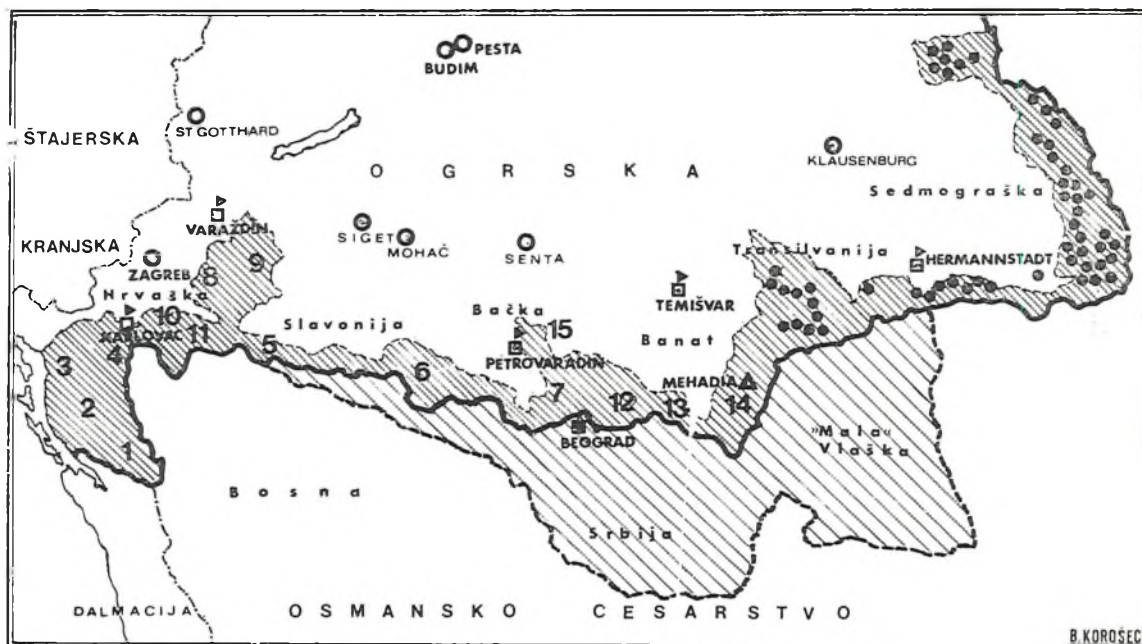 PESTA
BUDIM
ST GOTTHARD
ŠTAJERSKA
KLAUSENBURG
O G R S K A
Sedmograška
VARAŽDIN
KRANJSKA
SIGET
MOHAČ
SENTA
Transilvanija
HERMANNSTADT
ZAGREB
8
9
Hrvaška
TEMIŠVAR
Bačka
15
10
11
KARLOVAC
Slavonija
Banat
3
4
5
PETROVARADIN
6
MEHADIA
7
12
13
14
2
BEOGRAD
»Mala«
Vlaška
1
Bosna
Srbija
DALMACIJA
OSMANSKO CESARSTVO
B. KOROŠEC